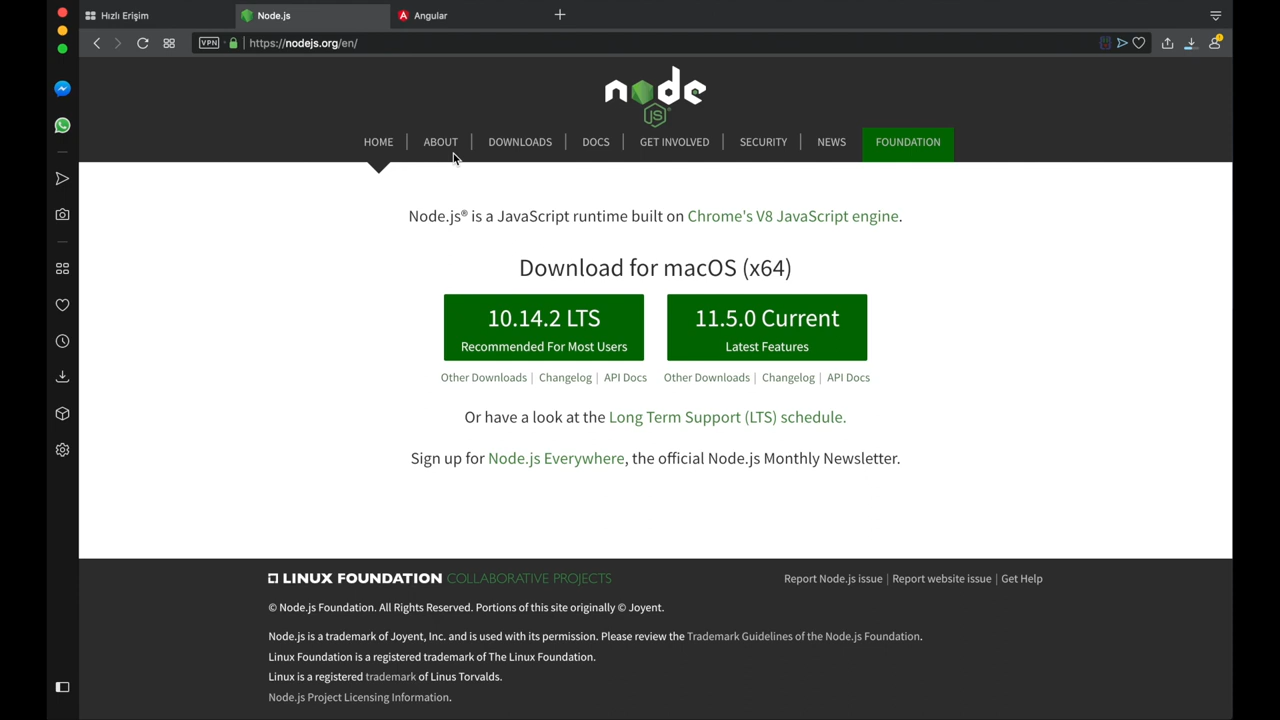 Hızlı Erişim
Node.js
Angular
VPN
https://nodejs.org/en/
node
JS
HOME
ABOUT
DOWNLOADS
DOCS
GET INVOLVED
SECURITY
NEWS
FOUNDATION
Node.js® is a JavaScript runtime built on Chrome's V8 JavaScript engine.
Download for macOS (x64)
10.14.2 LTS
Recommended For Most Users
11.5.0 Current
Latest Features
Other Downloads | Changelog | API Docs
Other Downloads | Changelog | API Docs
Or have a look at the Long Term Support (LTS) schedule.
Sign up for Node.js Everywhere, the official Node.js Monthly Newsletter.
LINUX FOUNDATION COLLABORATIVE PROJECTS
Report Node.js issue | Report website issue | Get Help
© Node.js Foundation. All Rights Reserved. Portions of this site originally © Joyent.
Node.js is a trademark of Joyent, Inc. and is used with its permission. Please review the Trademark Guidelines of the Node.js Foundation.
Linux Foundation is a registered trademark of The Linux Foundation.
Linux is a registered trademark of Linus Torvalds.
Node.js Project Licensing Information.